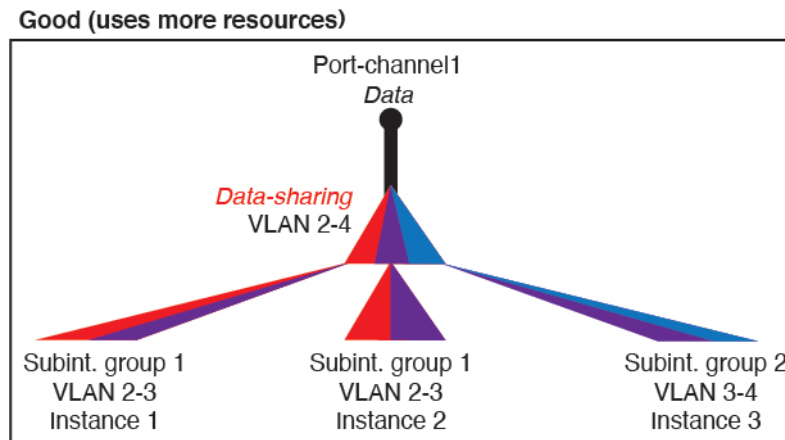 Good (uses more resources)
Port-channel1
Data
Data-sharing
VLAN 2-4
Subint. group 1
VLAN 2-3
Instance 1
Subint. group 1
VLAN 2-3
Instance 2
Subint. group 2
VLAN 3-4
Instance 3